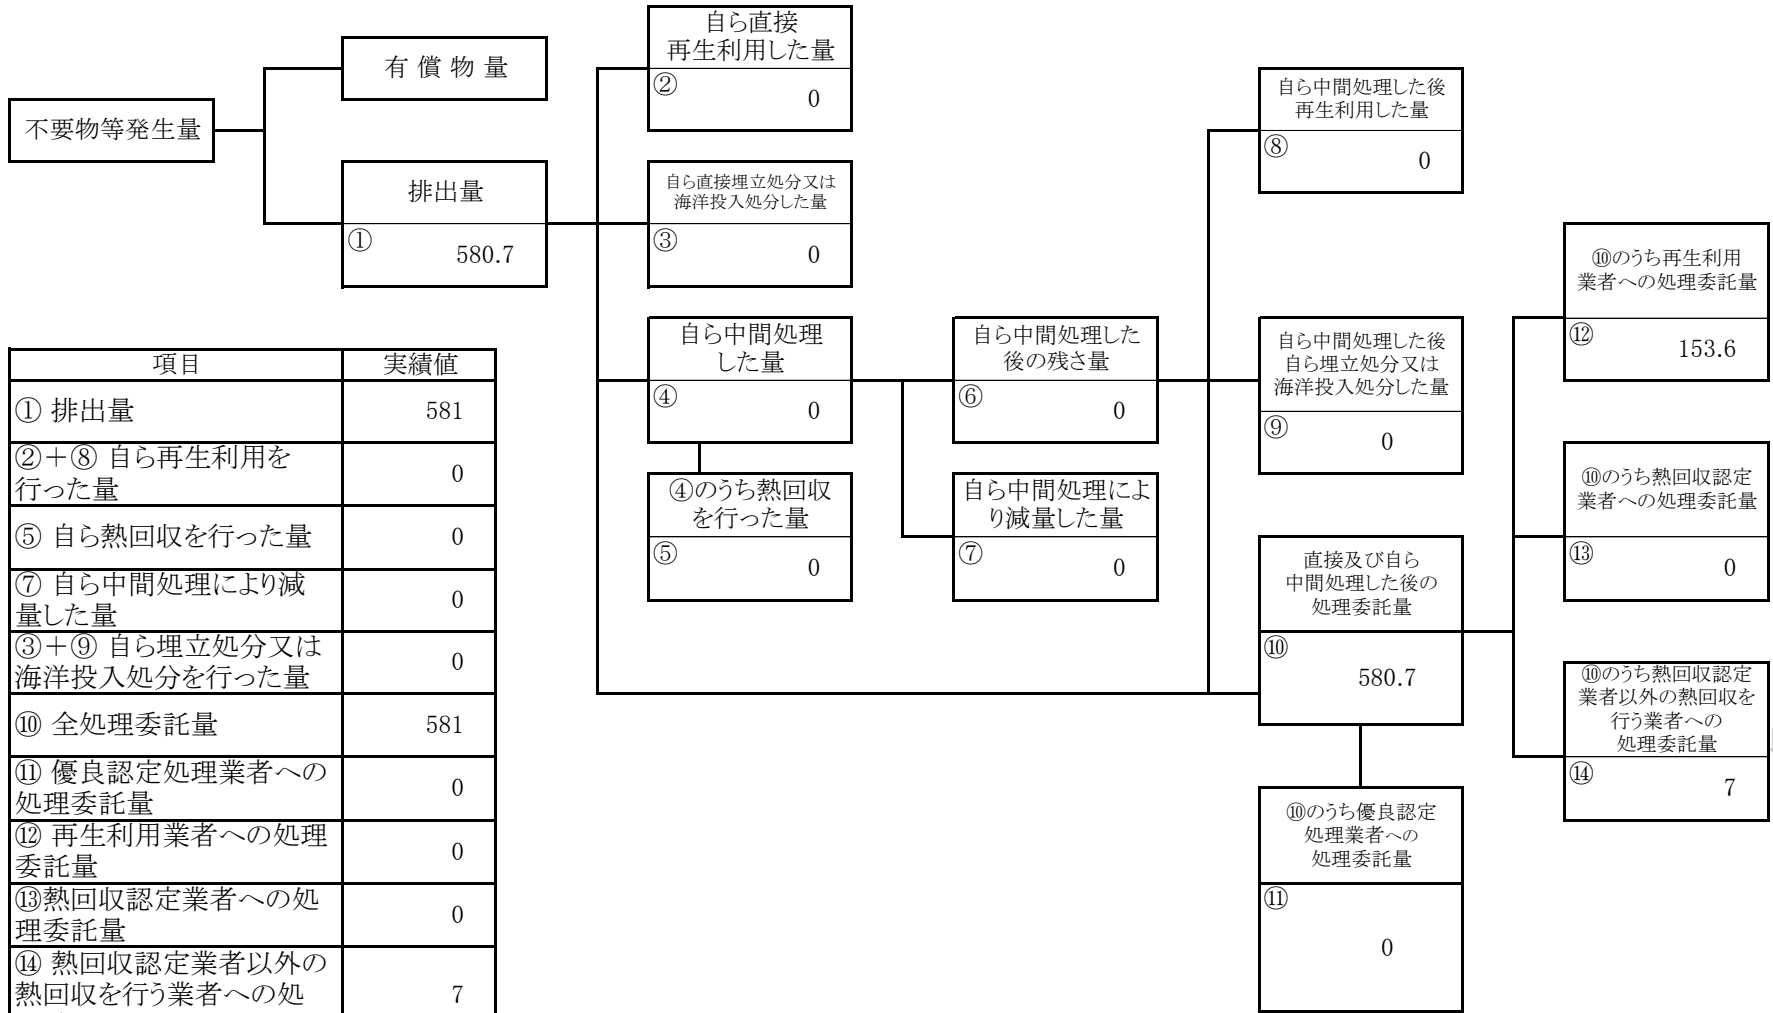 不要物等発生量
有 償 物 量
排出量
①
580.7
自ら直接
再生利用した量
②
0
自ら直接埋立処分又は
海洋投入処分した量
③
0
自ら中間処理
した量
④
0
④のうち熱回収
を行った量
⑤
0
自ら中間処理した
後の残さ量
⑥
0
自ら中間処理によ
り減量した量
⑦
0
自ら中間処理した後
再生利用した量
⑧
0
自ら中間処理した後
自ら埋立処分又は
海洋投入処分した量
⑨
0
直接及び自ら
中間処理した後の
処理委託量
⑩
580.7
⑩のうち優良認定
処理業者への
処理委託量
⑪
0
⑩のうち再生利用
業者への処理委託量
⑫
153.6
⑩のうち熱回収認定
業者への処理委託量
⑬
0
⑩のうち熱回収認定
業者以外の熱回収を
行う業者への
処理委託量
⑭
7
項目 実績値
① 排出量 581
②＋⑧ 自ら再生利用を
行った量 0
⑤ 自ら熱回収を行った量 0
⑦ 自ら中間処理により減
量した量 0
③＋⑨ 自ら埋立処分又は
海洋投入処分を行った量 0
⑩ 全処理委託量 581
⑪ 優良認定処理業者への
処理委託量 0
⑫ 再生利用業者への処理
委託量 0
⑬熱回収認定業者への処
理委託量 0
⑭ 熱回収認定業者以外の
熱回収を行う業者への処 7